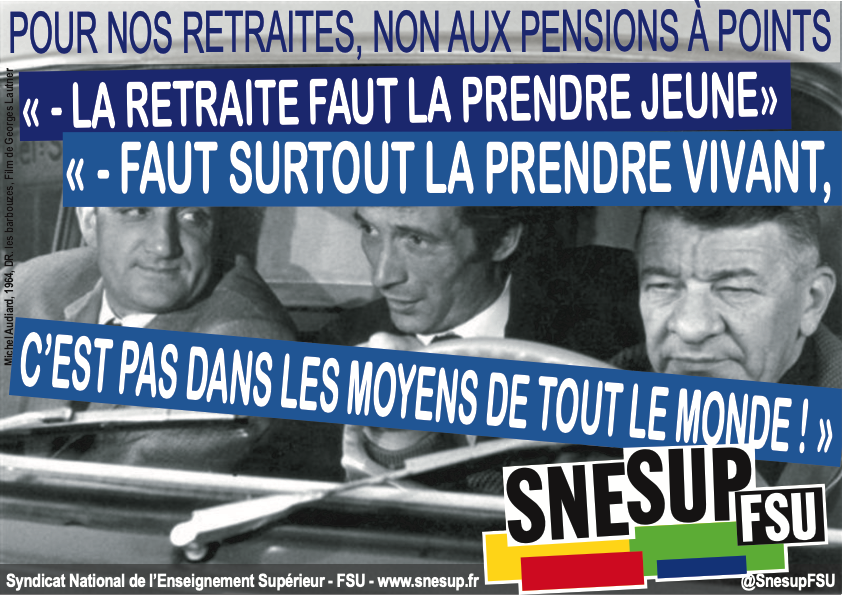 POUR NOS RETRAITES, NON AUX PENSIONS À POINTS
« - LA RETRAITE FAUT LA PRENDRE JEUNE»
« - FAUT SURTOUT LA PRENDRE VIVANT,
C’EST PAS DANS LES MOYENS DE TOUT LE MONDE ! »
Michel Audiard, 1964, DR. les barbouzes, Film de Georges Lautner
SNESUP
FSU
Syndicat National de l’Enseignement Supérieur - FSU - www.snesup.fr
@SnesupFSU